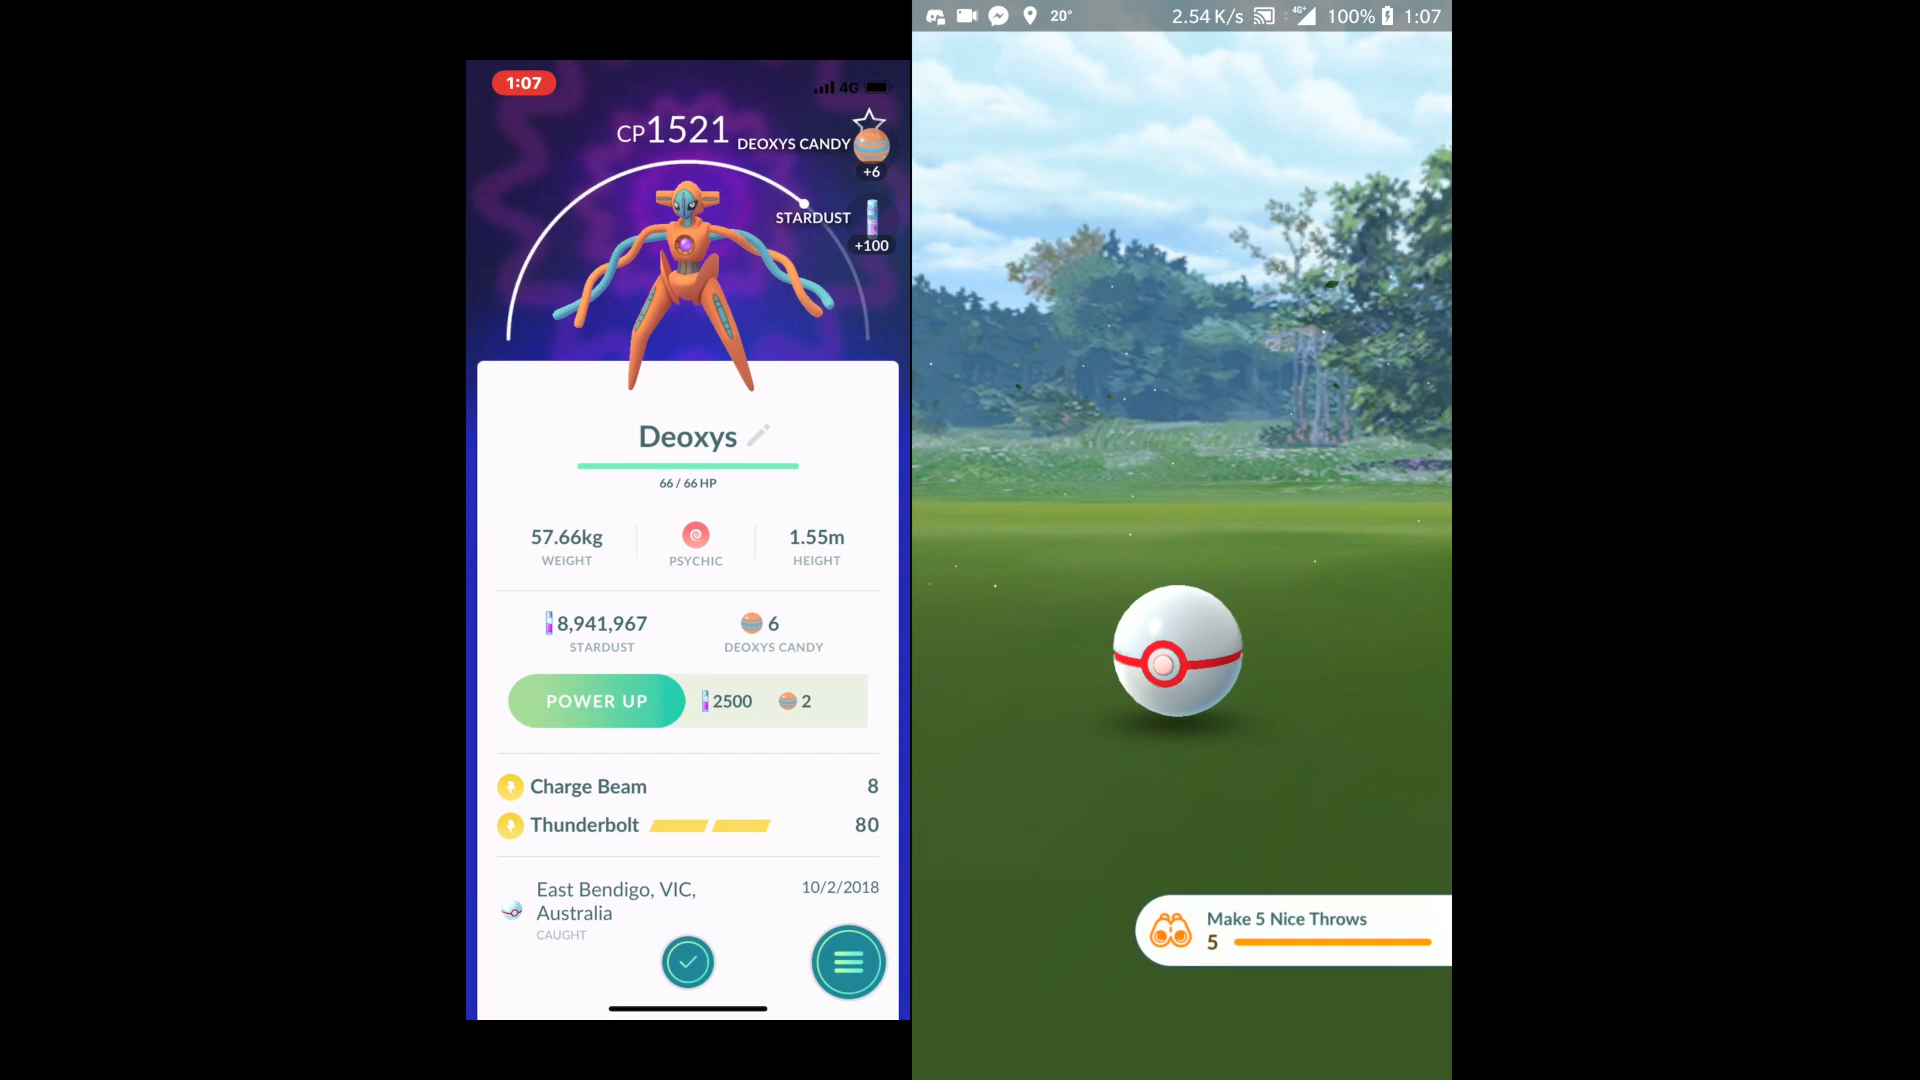 1:07
4G
CP1521
DEOXYS CANDY
+6
STARDUST
+100
Deoxys
66 / 66 HP
57.66kg
WEIGHT
PSYCHIC
1.55m
HEIGHT
8,941,967
STARDUST
6
DEOXYS CANDY
POWER UP
2500
2
Charge Beam 8
Thunderbolt 80
East Bendigo, VIC,
Australia
CAUGHT
10/2/2018
20° 2.54 K/s 4G+ 100% 1:07
Make 5 Nice Throws
5